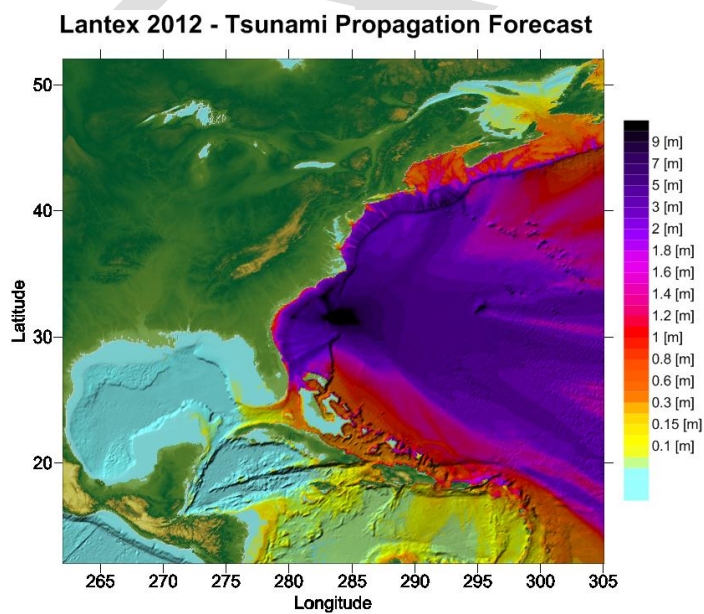 Lantex 2012 - Tsunami Propagation Forecast
50
40
30
20
Latitude
265 270 275 280 285 290 295 300 305
Longitude
9 [m]
7 [m]
5 [m]
3 [m]
2 [m]
1.8 [m]
1.6 [m]
1.4 [m]
1.2 [m]
1 [m]
0.8 [m]
0.6 [m]
0.3 [m]
0.15 [m]
0.1 [m]